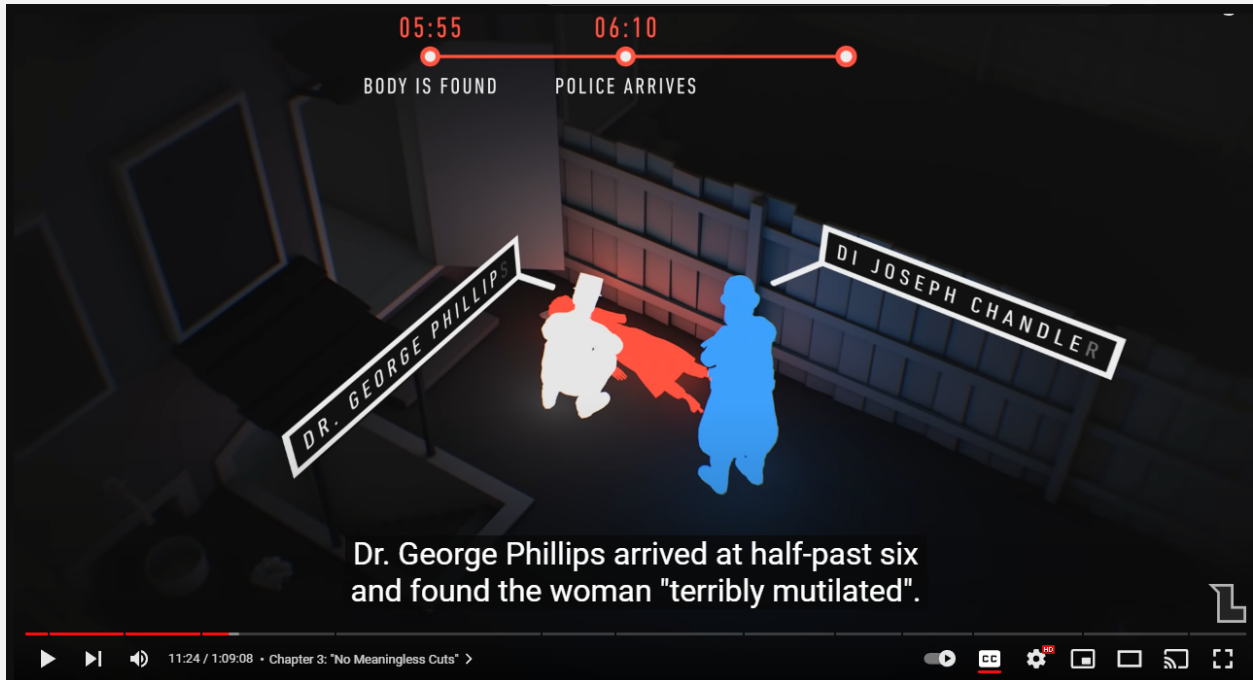 05:55 06:10
BODY IS FOUND POLICE ARRIVES
DR. GEORGE PHILLIPS
DI JOSEPH CHANDLER
Dr. George Phillips arrived at half-past six
and found the woman "terribly mutilated".
11:24 / 1:09:08 • Chapter 3: "No Meaningless Cuts" >
CC
HD